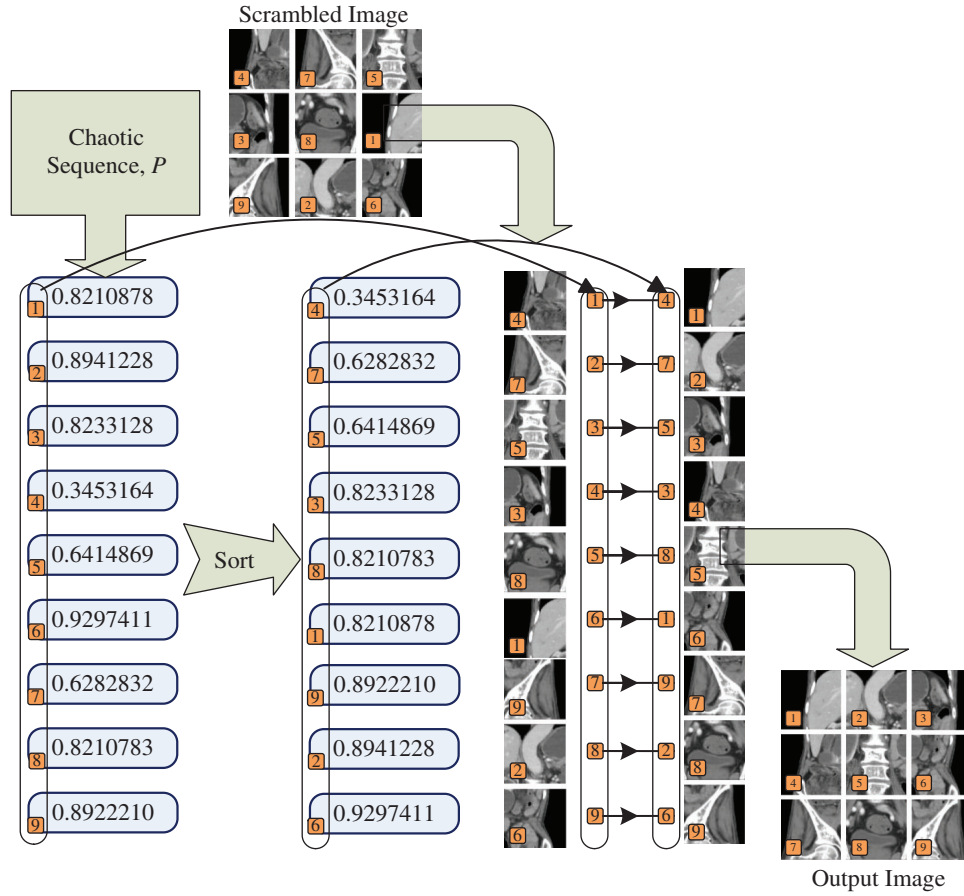 Scrambled Image
4 7 5
3 8 1
9 2 6
Chaotic
Sequence, P
1 0.8210878
2 0.8941228
3 0.8233128
4 0.3453164
5 0.6414869
6 0.9297411
7 0.6282832
8 0.8210783
9 0.8922210
Sort
4 0.3453164
7 0.6282832
5 0.6414869
3 0.8233128
8 0.8210783
1 0.8210878
9 0.8922210
2 0.8941228
6 0.9297411
4 1 4 1
7 2 7 2
5 3 5 3
3 4 3 4
8 5 8 5
1 6 1 6
9 7 9 7
2 8 2 8
6 9 6 9
1 2 3
4 5 6
7 8 9
Output Image